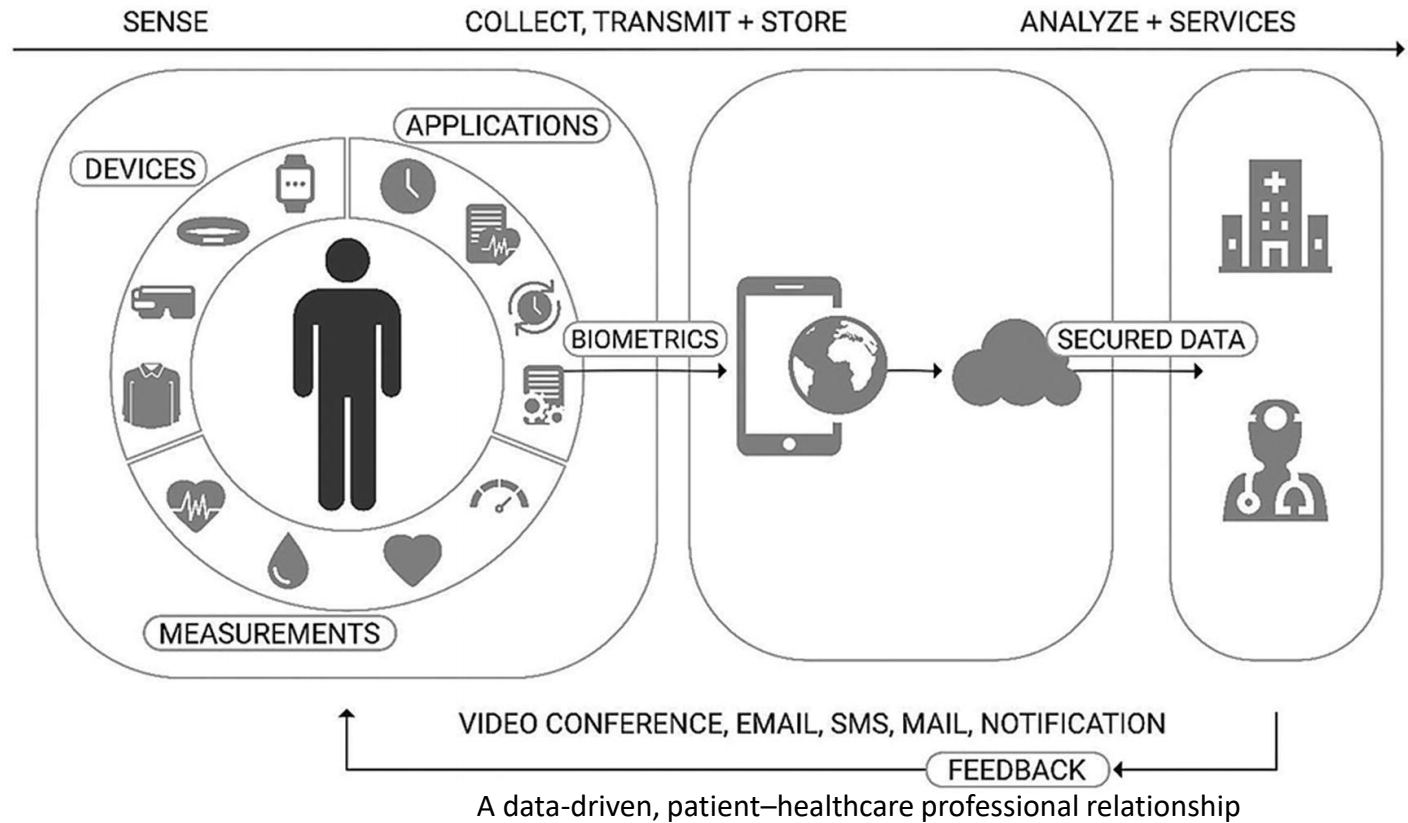 SENSE
COLLECT, TRANSMIT + STORE
ANALYZE + SERVICES
APPLICATIONS
DEVICES
BIOMETRICS
SECURED DATA
MEASUREMENTS
VIDEO CONFERENCE, EMAIL, SMS, MAIL, NOTIFICATION
FEEDBACK
A data-driven, patient–healthcare professional relationship